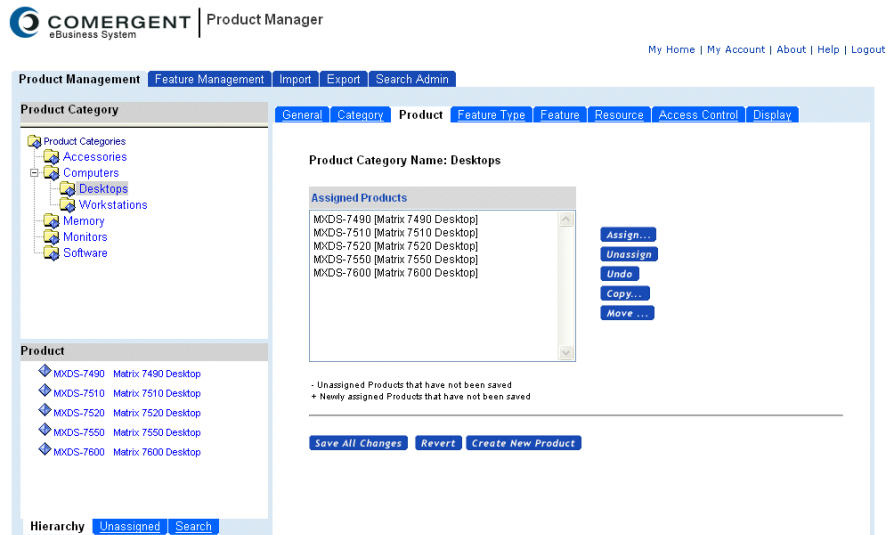 COMERGENT
eBusiness System
Product Manager
My Home | My Account | About | Help | Logout
Product Management Feature Management Import Export Search Admin
Product Category
Product Categories
Accessories
Computers
Desktops
Workstations
Memory
Monitors
Software
Product
MXDS-7490 Matrix 7490 Desktop
MXDS-7510 Matrix 7510 Desktop
MXDS-7520 Matrix 7520 Desktop
MXDS-7550 Matrix 7550 Desktop
MXDS-7600 Matrix 7600 Desktop
Hierarchy Unassigned Search
General Category Product Feature Type Feature Resource Access Control Display
Product Category Name: Desktops
Assigned Products
MXDS-7490 [Matrix 7490 Desktop]
MXDS-7510 [Matrix 7510 Desktop]
MXDS-7520 [Matrix 7520 Desktop]
MXDS-7550 [Matrix 7550 Desktop]
MXDS-7600 [Matrix 7600 Desktop]
Assign...
Unassign
Undo
Copy...
Move ...
- Unassigned Products that have not been saved
+ Newly assigned Products that have not been saved
Save All Changes Revert Create New Product